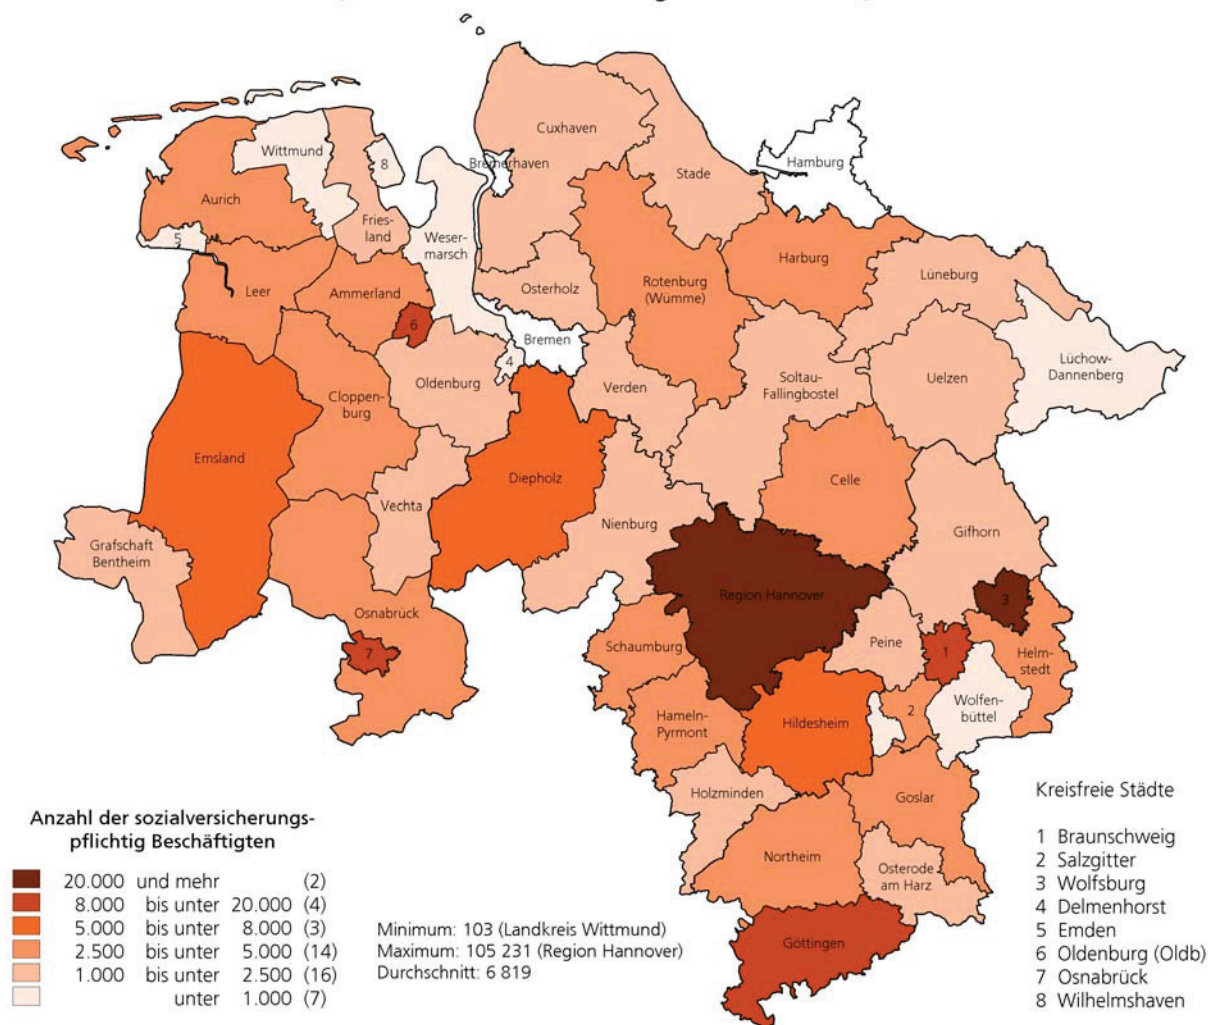 Cuxhaven
Hamburg
Wittmund
8
Bremerhaven
Stade
Aurich
Fries-
land
Weser-
marsch
5
Harburg
Lüneburg
Leer
Ammerland
Osterholz
Rotenburg
(Wümme)
6
Bremen
4
Lüchow-
Dannenberg
Oldenburg
Verden
Soltau-
Fallingbostel
Uelzen
Cloppen-
burg
Emsland
Diepholz
Celle
Vechta
Nienburg
Gifhorn
Grafschaft
Bentheim
Region Hannover
3
Osnabrück
7
Schaumburg
Peine
1
Helm-
stedt
Wolfen-
büttel
2
Hameln-
Pyrmont
Hildesheim
Holzminden
Goslar
Northeim
Osterode
am Harz
Göttingen
Anzahl der sozialversicherungs-
pflichtig Beschäftigten
20.000 und mehr (2)
8.000 bis unter 20.000 (4)
5.000 bis unter 8.000 (3)
2.500 bis unter 5.000 (14)
1.000 bis unter 2.500 (16)
unter 1.000 (7)
Minimum: 103 (Landkreis Wittmund)
Maximum: 105 231 (Region Hannover)
Durchschnitt: 6 819
Kreisfreie Städte
1 Braunschweig
2 Salzgitter
3 Wolfsburg
4 Delmenhorst
5 Emden
6 Oldenburg (Oldb)
7 Osnabrück
8 Wilhelmshaven